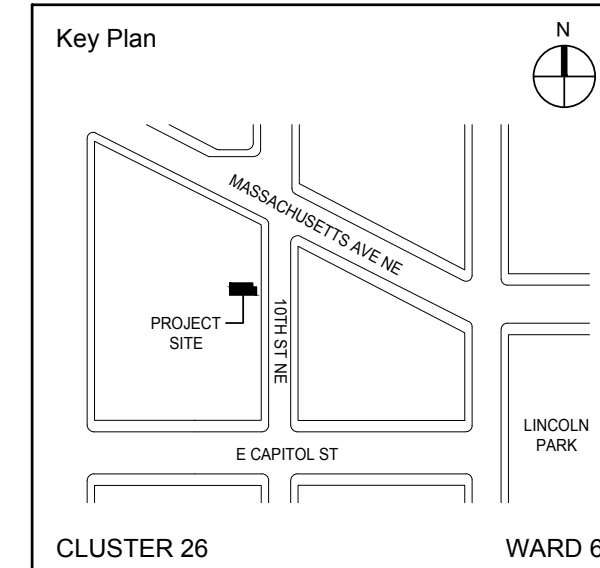 Key Plan
N
MASSACHUSETTS AVE NE
PROJECT
SITE
10TH ST NE
LINCOLN
PARK
E CAPITOL ST
CLUSTER 26
WARD 6